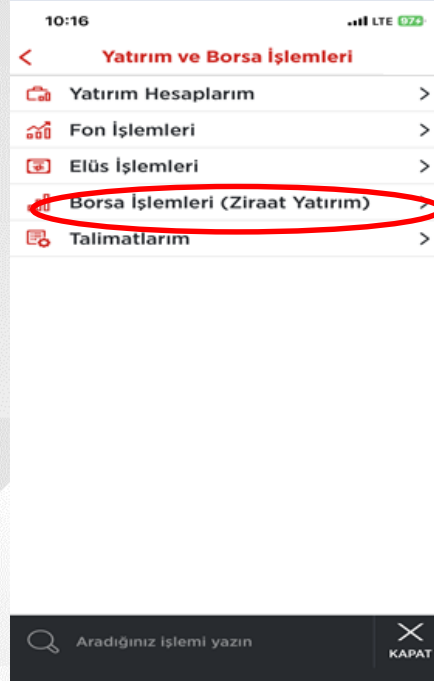 10:16 LTE 97
Yatırım ve Borsa İşlemleri
Yatırım Hesaplarım
Fon İşlemleri
Elüs İşlemleri
Borsa İşlemleri (Ziraat Yatırım)
Talimatlarım
Aradığınız işlemi yazın
KAPAT